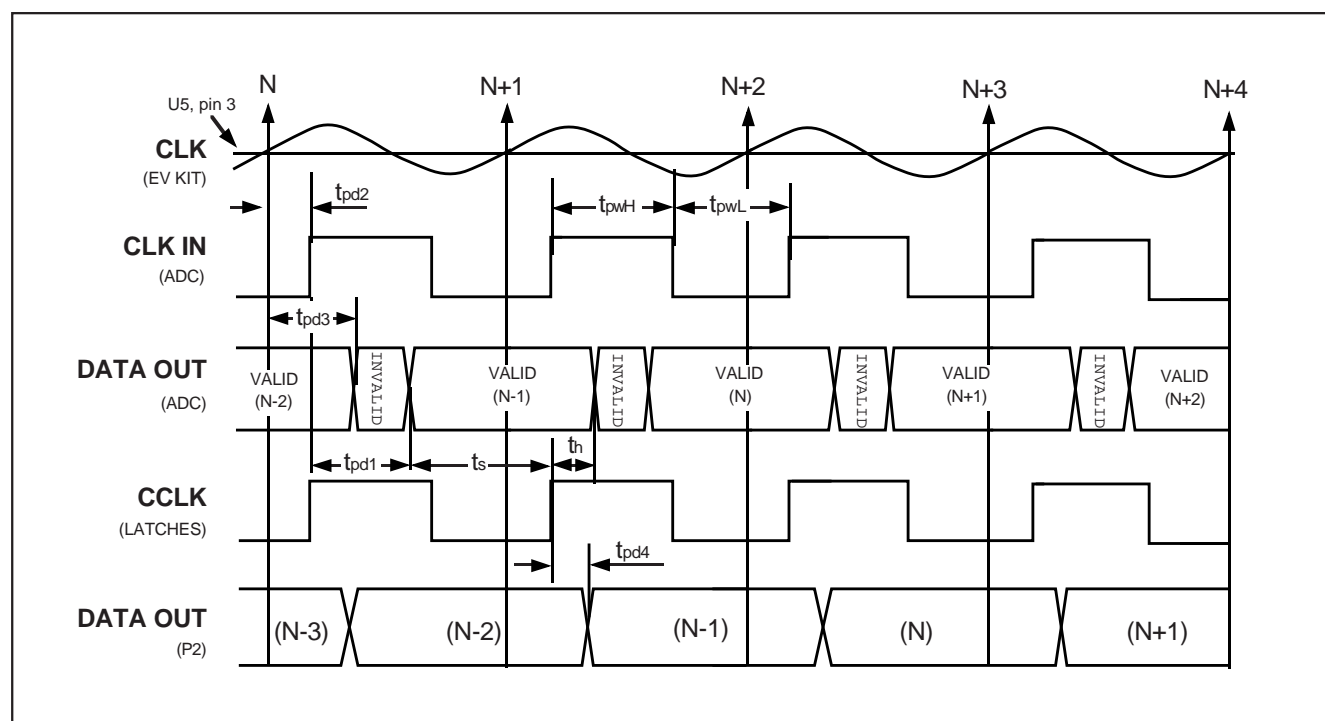 N N+1 N+2 N+3 N+4
U5, pin 3
CLK
(EV KIT)
tpd2 tpwH tpwL
CLK IN
(ADC)
tpd3
DATA OUT
(ADC)
VALID
(N-2)
INVALID
VALID
(N-1)
INVALID
VALID
(N)
INVALID
VALID
(N+1)
INVALID
VALID
(N+2)
tpd1 ts th
CCLK
(LATCHES)
tpd4
DATA OUT
(P2)
(N-3) (N-2) (N-1) (N) (N+1)